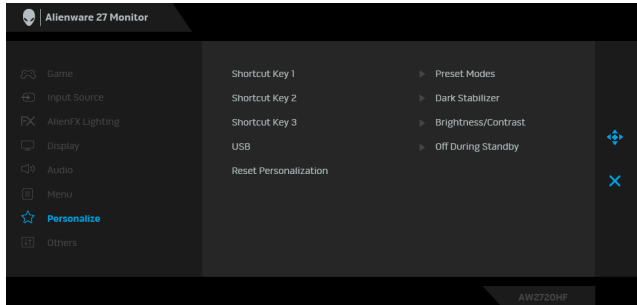 Alienware 27 Monitor
Game
Input Source
FX AlienFX Lighting
Display
Audio
Menu
Personalize
Others
Shortcut Key 1 Preset Modes
Shortcut Key 2 Dark Stabilizer
Shortcut Key 3 Brightness/Contrast
USB Off During Standby
Reset Personalization
AW2720HF